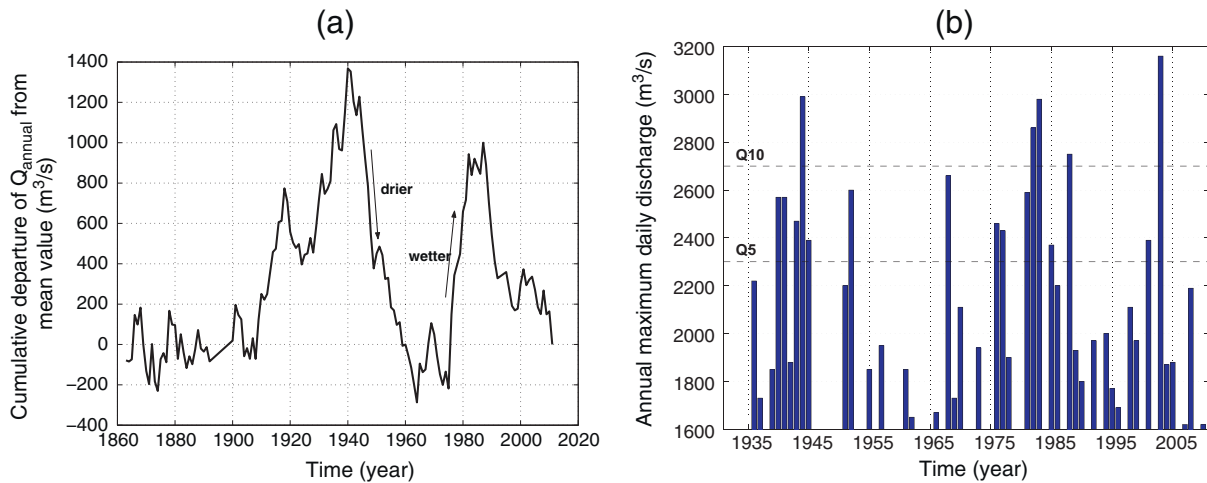 (a)
Cumulative departure of Qannual from
mean value (m³/s)
1400
1200
1000
800
600
400
200
0
−200
−400
drier
wetter
1860 1880 1900 1920 1940 1960 1980 2000 2020
Time (year)
(b)
Annual maximum daily discharge (m³/s)
3200
3000
2800
2600
2400
2200
2000
1800
1600
Q10
Q5
1935 1945 1955 1965 1975 1985 1995 2005
Time (year)